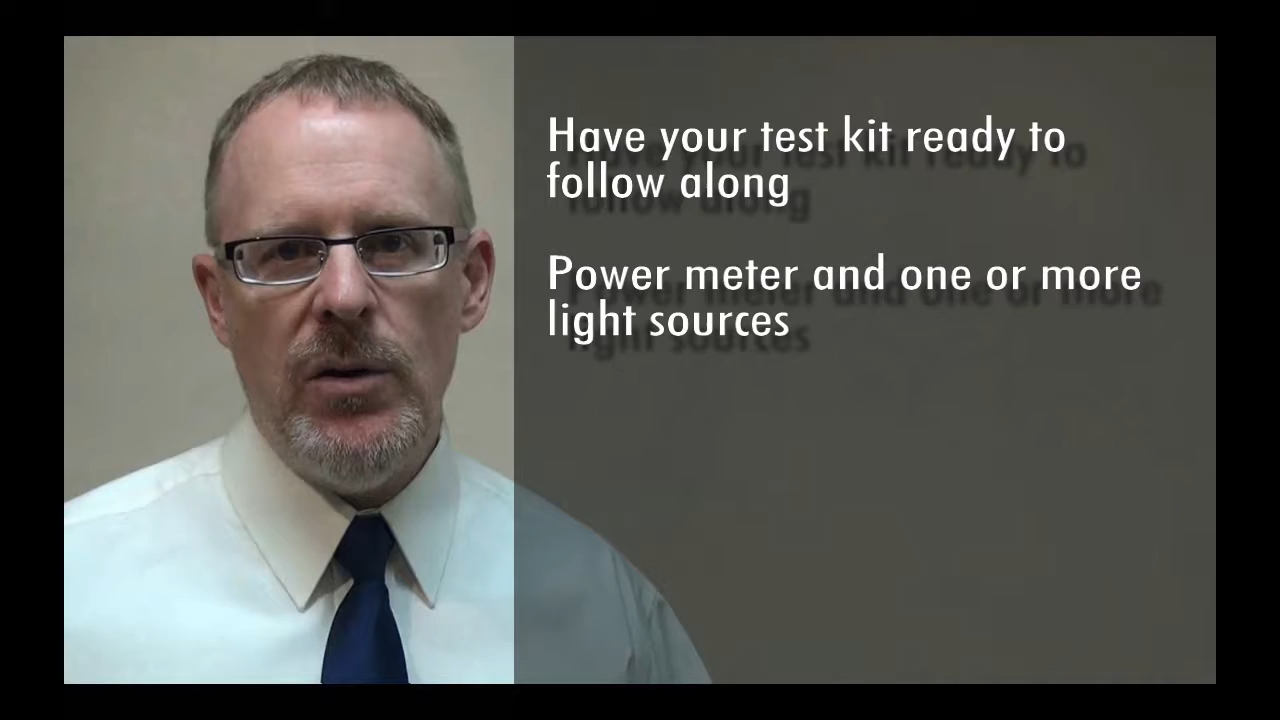 Have your test kit ready to
follow along
Power meter and one or more
light sources